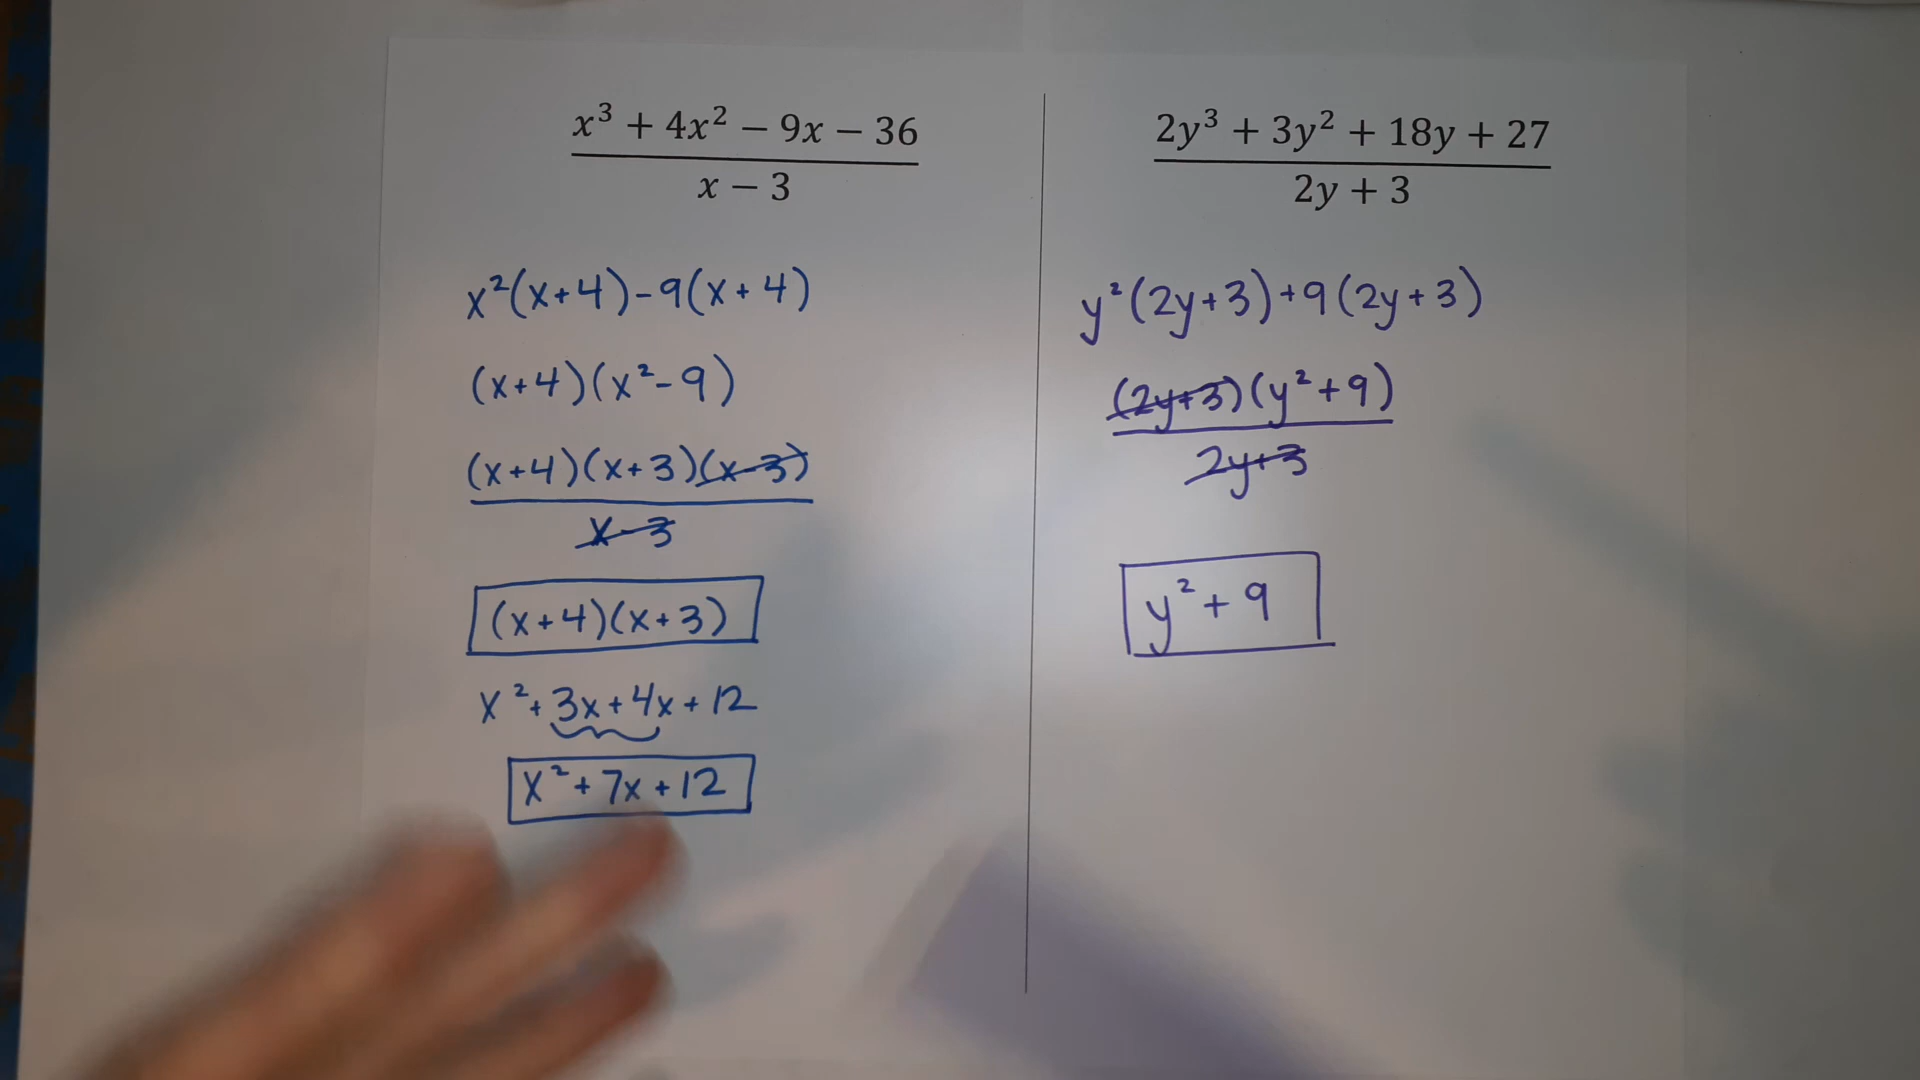 x³ + 4x² − 9x − 36
x − 3
x²(x+4)-9(x+4)
(x+4)(x²-9)
(x+4)(x+3)(x-3)
x-3
(x+4)(x+3)
x²+3x+4x+12
x²+7x+12
2y³ + 3y² + 18y + 27
2y + 3
y²(2y+3)+9(2y+3)
(2y+3)(y²+9)
2y+3
y²+9